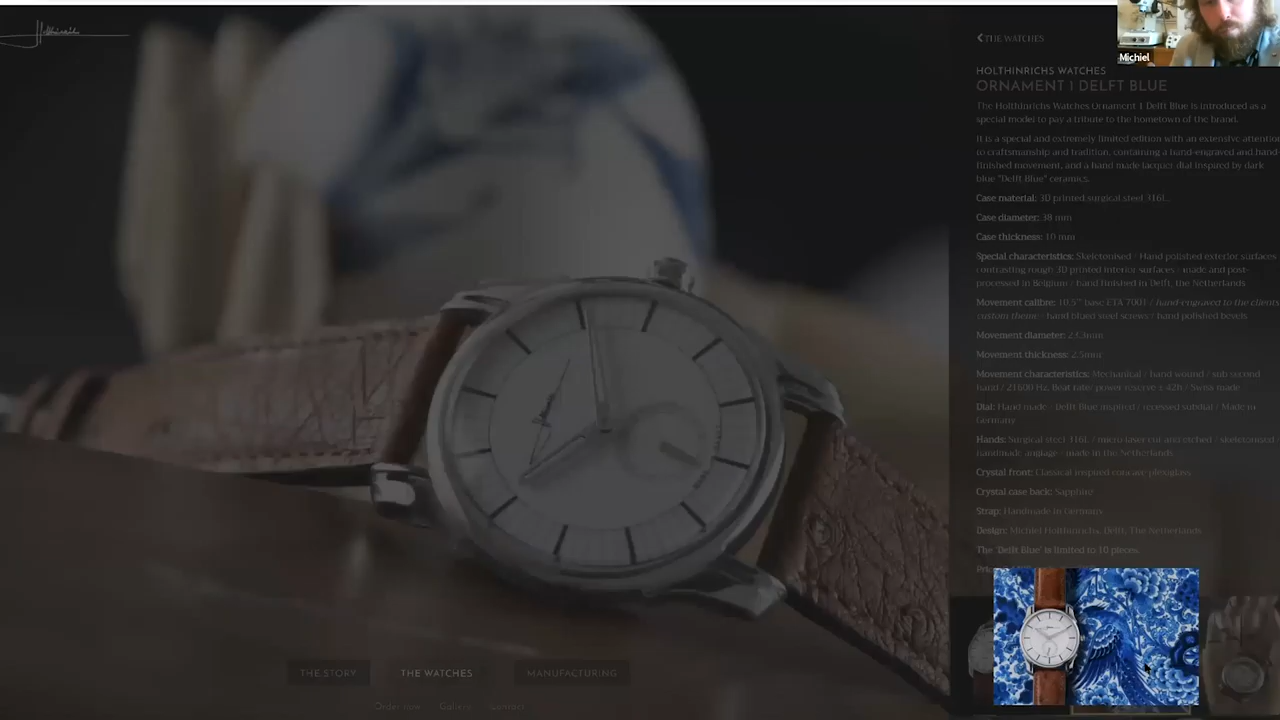 Holthinrichs
THE WATCHES
Michiel
HOLTHINRICHS WATCHES
ORNAMENT 1 DELFT BLUE
The Holthinrichs Watches Ornament 1 Delft Blue is introduced as a
special model to pay a tribute to the hometown of the brand.
It is a special and extremely limited edition with an extensive attention
to craftsmanship and tradition, containing a hand-engraved and hand-
finished movement, and a hand made lacquer dial inspired by dark
blue "Delft Blue" ceramics.
Case material: 3D printed surgical steel 316L.
Case diameter: 38 mm
Case thickness: 10 mm
Special characteristics: Skeletonised / Hand polished exterior surfaces
contrasting rough 3D printed interior surfaces / made and post-
processed in Belgium / hand finished in Delft, the Netherlands
Movement calibre: 10,5''' base ETA 7001 / hand-engraved to the clients
custom theme / hand blued steel screws / hand polished bevels
Movement diameter: 23.3mm
Movement thickness: 2.5mm
Movement characteristics: Mechanical / hand wound / sub second
hand / 21600 Hz. Beat rate/ power reserve ± 42h / Swiss made
Dial: Hand made / Delft Blue inspired / recessed subdial / Made in
Germany
Hands: Surgical steel 316L / micro-laser cut and etched / skeletonised /
handmade anglage / made in the Netherlands
Crystal front: Classical inspired concave plexiglass
Crystal case back: Sapphire
Strap: Handmade in Germany
Design: Michiel Holthinrichs, Delft, The Netherlands
The 'Delft Blue' is limited to 10 pieces.
THE STORY
THE WATCHES
MANUFACTURING
Order now
Gallery